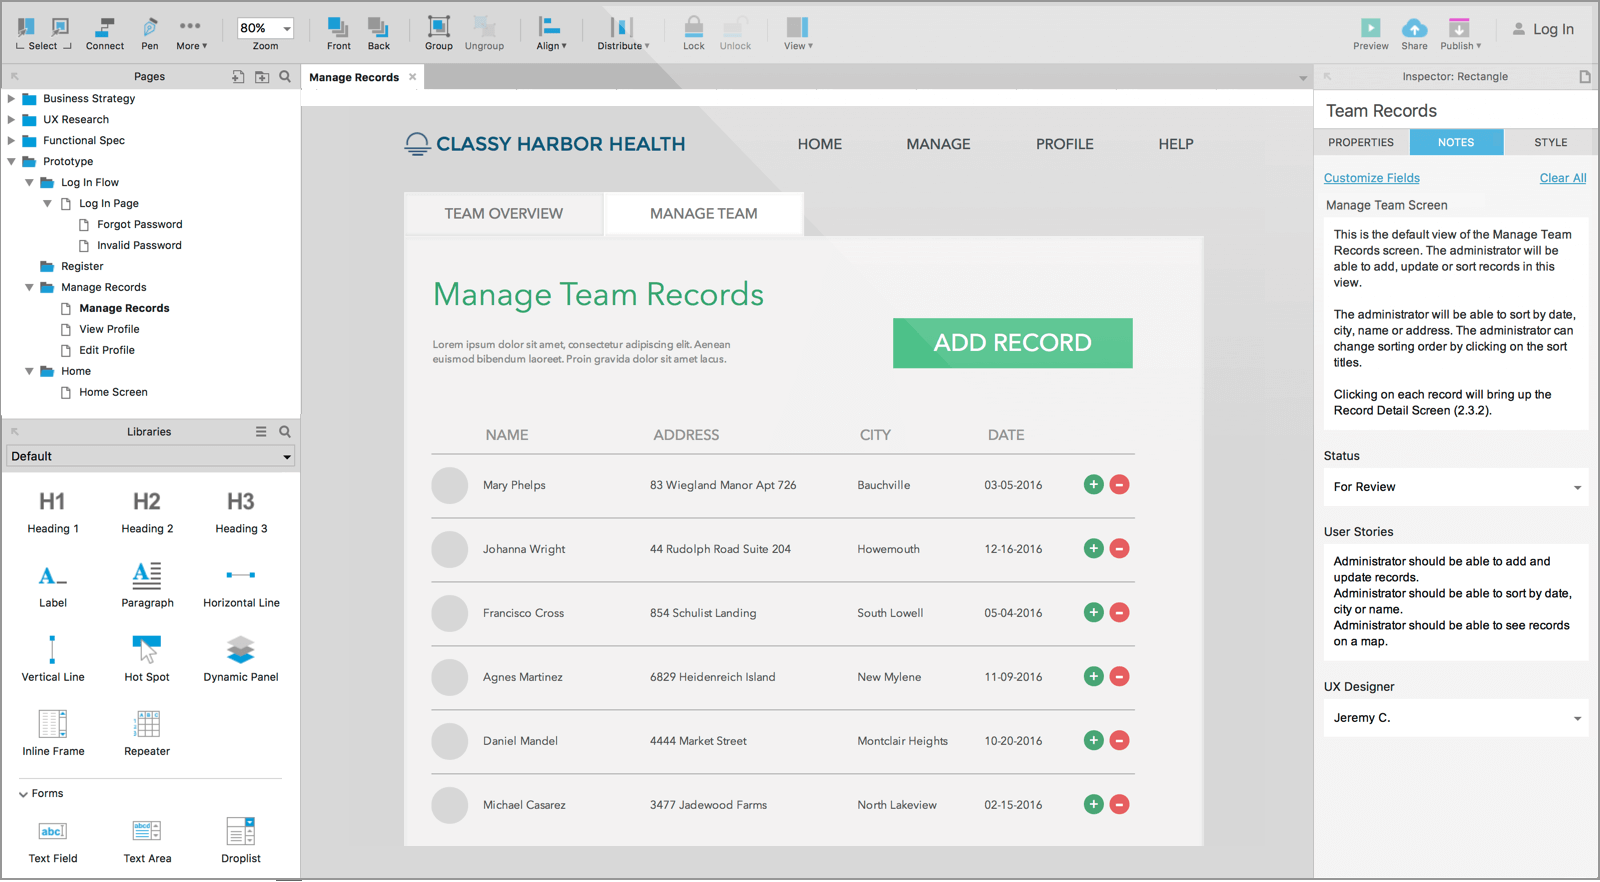 Select
Connect
Pen
More
80%
Zoom
Front
Back
Group
Ungroup
Align
Distribute
Lock
Unlock
View
Preview
Share
Publish
Log In
Pages
Business Strategy
UX Research
Functional Spec
Prototype
Log In Flow
Log In Page
Forgot Password
Invalid Password
Register
Manage Records
Manage Records
View Profile
Edit Profile
Home
Home Screen
Libraries
Default
H1 H2 H3
Heading 1 Heading 2 Heading 3
A
A
Label Paragraph Horizontal Line
Vertical Line Hot Spot Dynamic Panel
A B C
1
2
3
Inline Frame Repeater
Forms
abc
abcd
Text Field Text Area Droplist
Manage Records
CLASSY HARBOR HEALTH
HOME MANAGE PROFILE HELP
TEAM OVERVIEW MANAGE TEAM
Manage Team Records
Lorem ipsum dolor sit amet, consectetur adipiscing elit. Aenean
euismod bibendum laoreet. Proin gravida dolor sit amet lacus.
ADD RECORD
NAME ADDRESS CITY DATE
Mary Phelps 83 Wiegland Manor Apt 726 Bauchville 03-05-2016
Johanna Wright 44 Rudolph Road Suite 204 Howemouth 12-16-2016
Francisco Cross 854 Schulist Landing South Lowell 05-04-2016
Agnes Martinez 6829 Heidenreich Island New Mylene 11-09-2016
Daniel Mandel 4444 Market Street Montclair Heights 10-20-2016
Michael Casarez 3477 Jadewood Farms North Lakeview 02-15-2016
Inspector: Rectangle
Team Records
PROPERTIES NOTES STYLE
Customize Fields Clear All
Manage Team Screen
This is the default view of the Manage Team
Records screen. The administrator will be
able to add, update or sort records in this
view.
The administrator will be able to sort by date,
city, name or address. The administrator can
change sorting order by clicking on the sort
titles.
Clicking on each record will bring up the
Record Detail Screen (2.3.2).
Status
For Review
User Stories
Administrator should be able to add and
update records.
Administrator should be able to sort by date,
city or name.
Administrator should be able to see records
on a map.
UX Designer
Jeremy C.